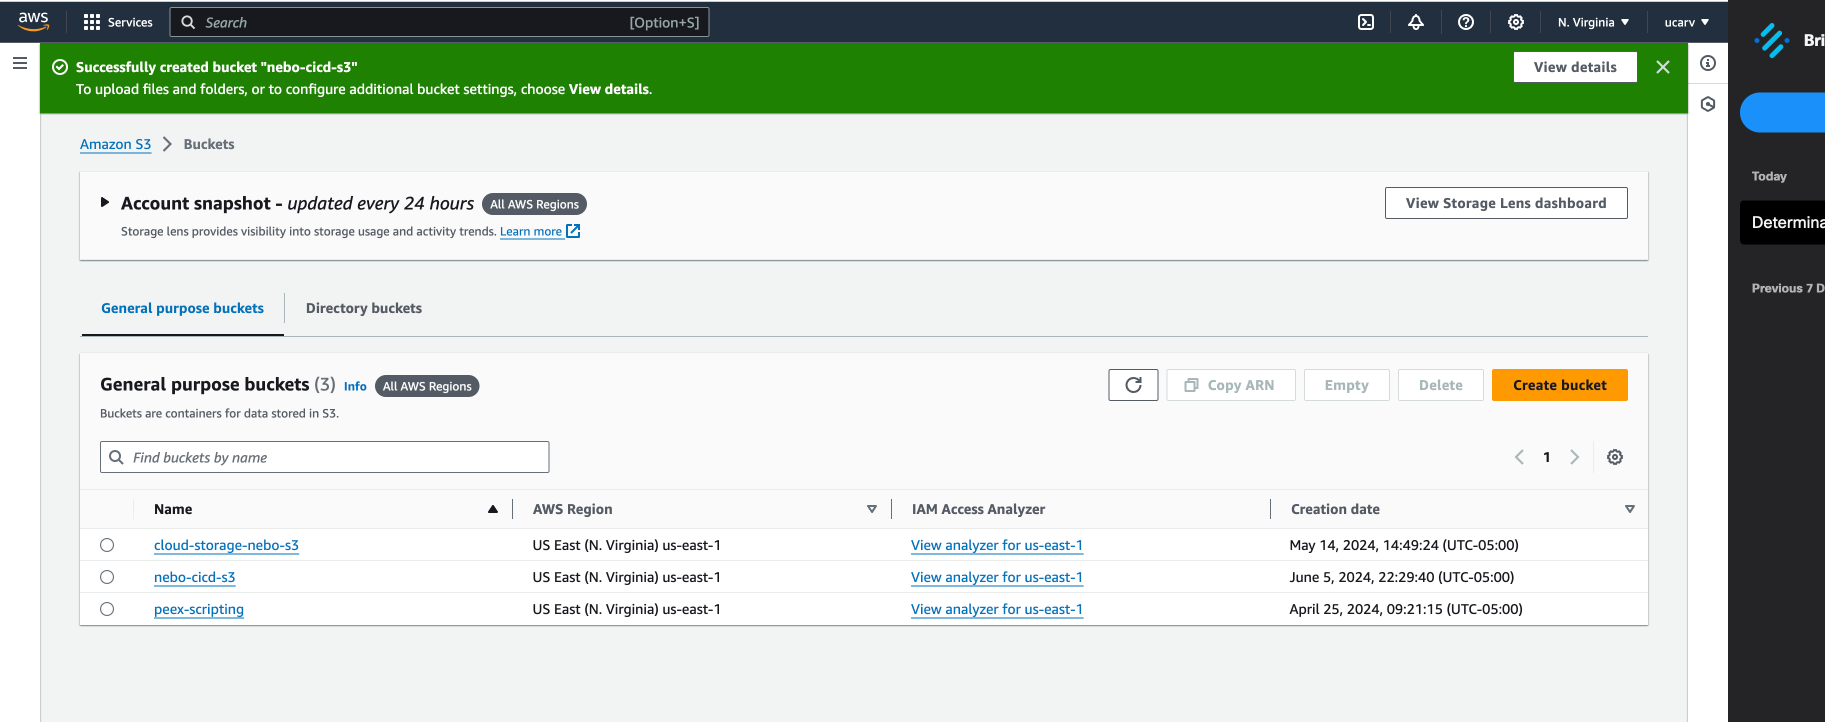 aws
Services
Search
[Option+S]
N. Virginia
ucarv
Successfully created bucket "nebo-cicd-s3"
To upload files and folders, or to configure additional bucket settings, choose View details.
View details
Amazon S3
Buckets
Account snapshot - updated every 24 hours
All AWS Regions
Storage lens provides visibility into storage usage and activity trends. Learn more
View Storage Lens dashboard
General purpose buckets
Directory buckets
General purpose buckets (3) Info
All AWS Regions
Buckets are containers for data stored in S3.
Copy ARN
Empty
Delete
Create bucket
Find buckets by name
1
Name AWS Region IAM Access Analyzer Creation date
cloud-storage-nebo-s3 US East (N. Virginia) us-east-1 View analyzer for us-east-1 May 14, 2024, 14:49:24 (UTC-05:00)
nebo-cicd-s3 US East (N. Virginia) us-east-1 View analyzer for us-east-1 June 5, 2024, 22:29:40 (UTC-05:00)
peex-scripting US East (N. Virginia) us-east-1 View analyzer for us-east-1 April 25, 2024, 09:21:15 (UTC-05:00)
Bri
Today
Determina
Previous 7 D